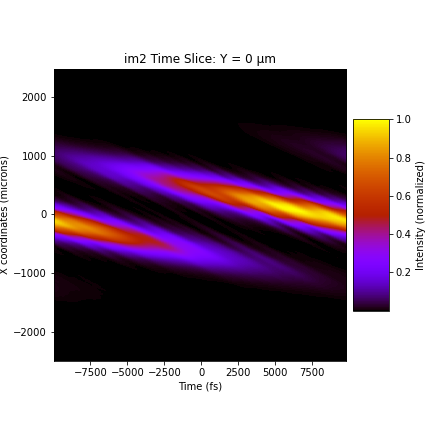 im2 Time Slice: Y = 0 µm
X coordinates (microns)
2000
1000
0
−1000
−2000
−7500 −5000 −2500 0 2500 5000 7500
Time (fs)
1.0
0.8
0.6
0.4
0.2
Intensity (normalized)